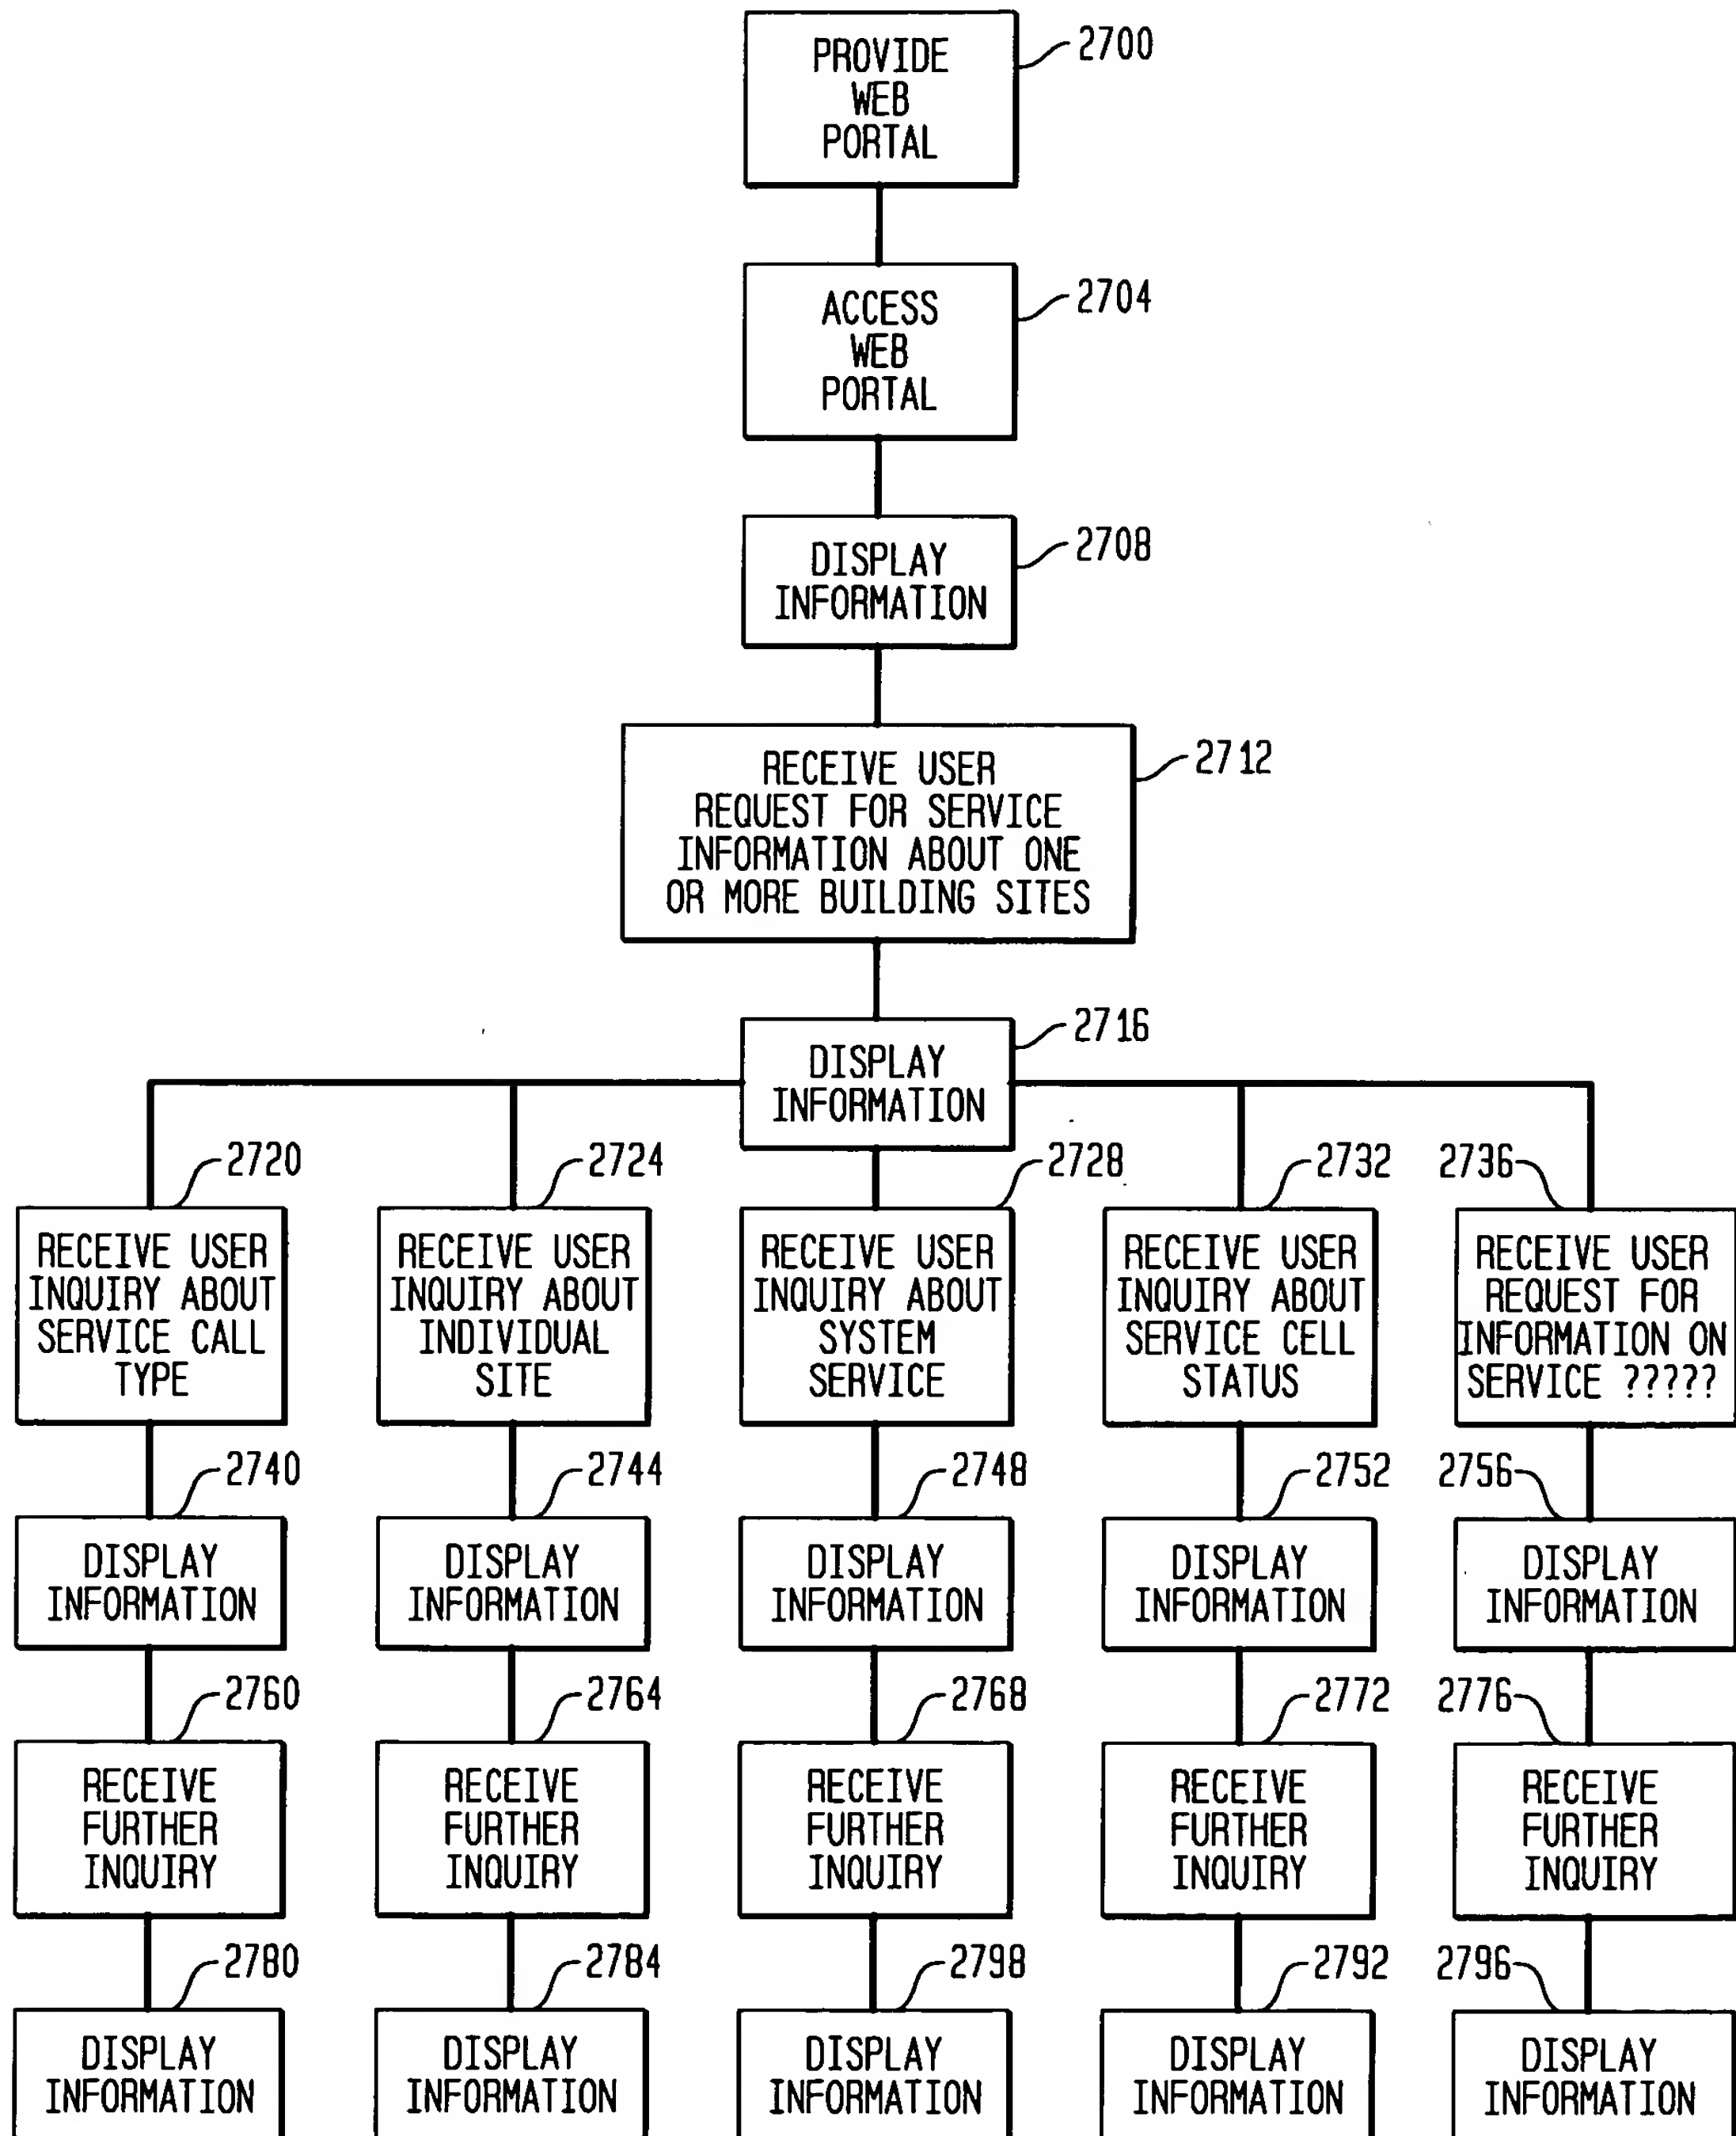 PROVIDE
WEB
PORTAL
2700
ACCESS
WEB
PORTAL
2704
DISPLAY
INFORMATION
2708
RECEIVE USER
REQUEST FOR SERVICE
INFORMATION ABOUT ONE
OR MORE BUILDING SITES
2712
DISPLAY
INFORMATION
2716
2720
RECEIVE USER
INQUIRY ABOUT
SERVICE CALL
TYPE
2724
RECEIVE USER
INQUIRY ABOUT
INDIVIDUAL
SITE
2728
RECEIVE USER
INQUIRY ABOUT
SYSTEM
SERVICE
2732
RECEIVE USER
INQUIRY ABOUT
SERVICE CELL
STATUS
2736
RECEIVE USER
REQUEST FOR
INFORMATION ON
SERVICE ?????
2740
DISPLAY
INFORMATION
2744
DISPLAY
INFORMATION
2748
DISPLAY
INFORMATION
2752
DISPLAY
INFORMATION
2756
DISPLAY
INFORMATION
2760
RECEIVE
FURTHER
INQUIRY
2764
RECEIVE
FURTHER
INQUIRY
2768
RECEIVE
FURTHER
INQUIRY
2772
RECEIVE
FURTHER
INQUIRY
2776
RECEIVE
FURTHER
INQUIRY
2780
DISPLAY
INFORMATION
2784
DISPLAY
INFORMATION
2798
DISPLAY
INFORMATION
2792
DISPLAY
INFORMATION
2796
DISPLAY
INFORMATION